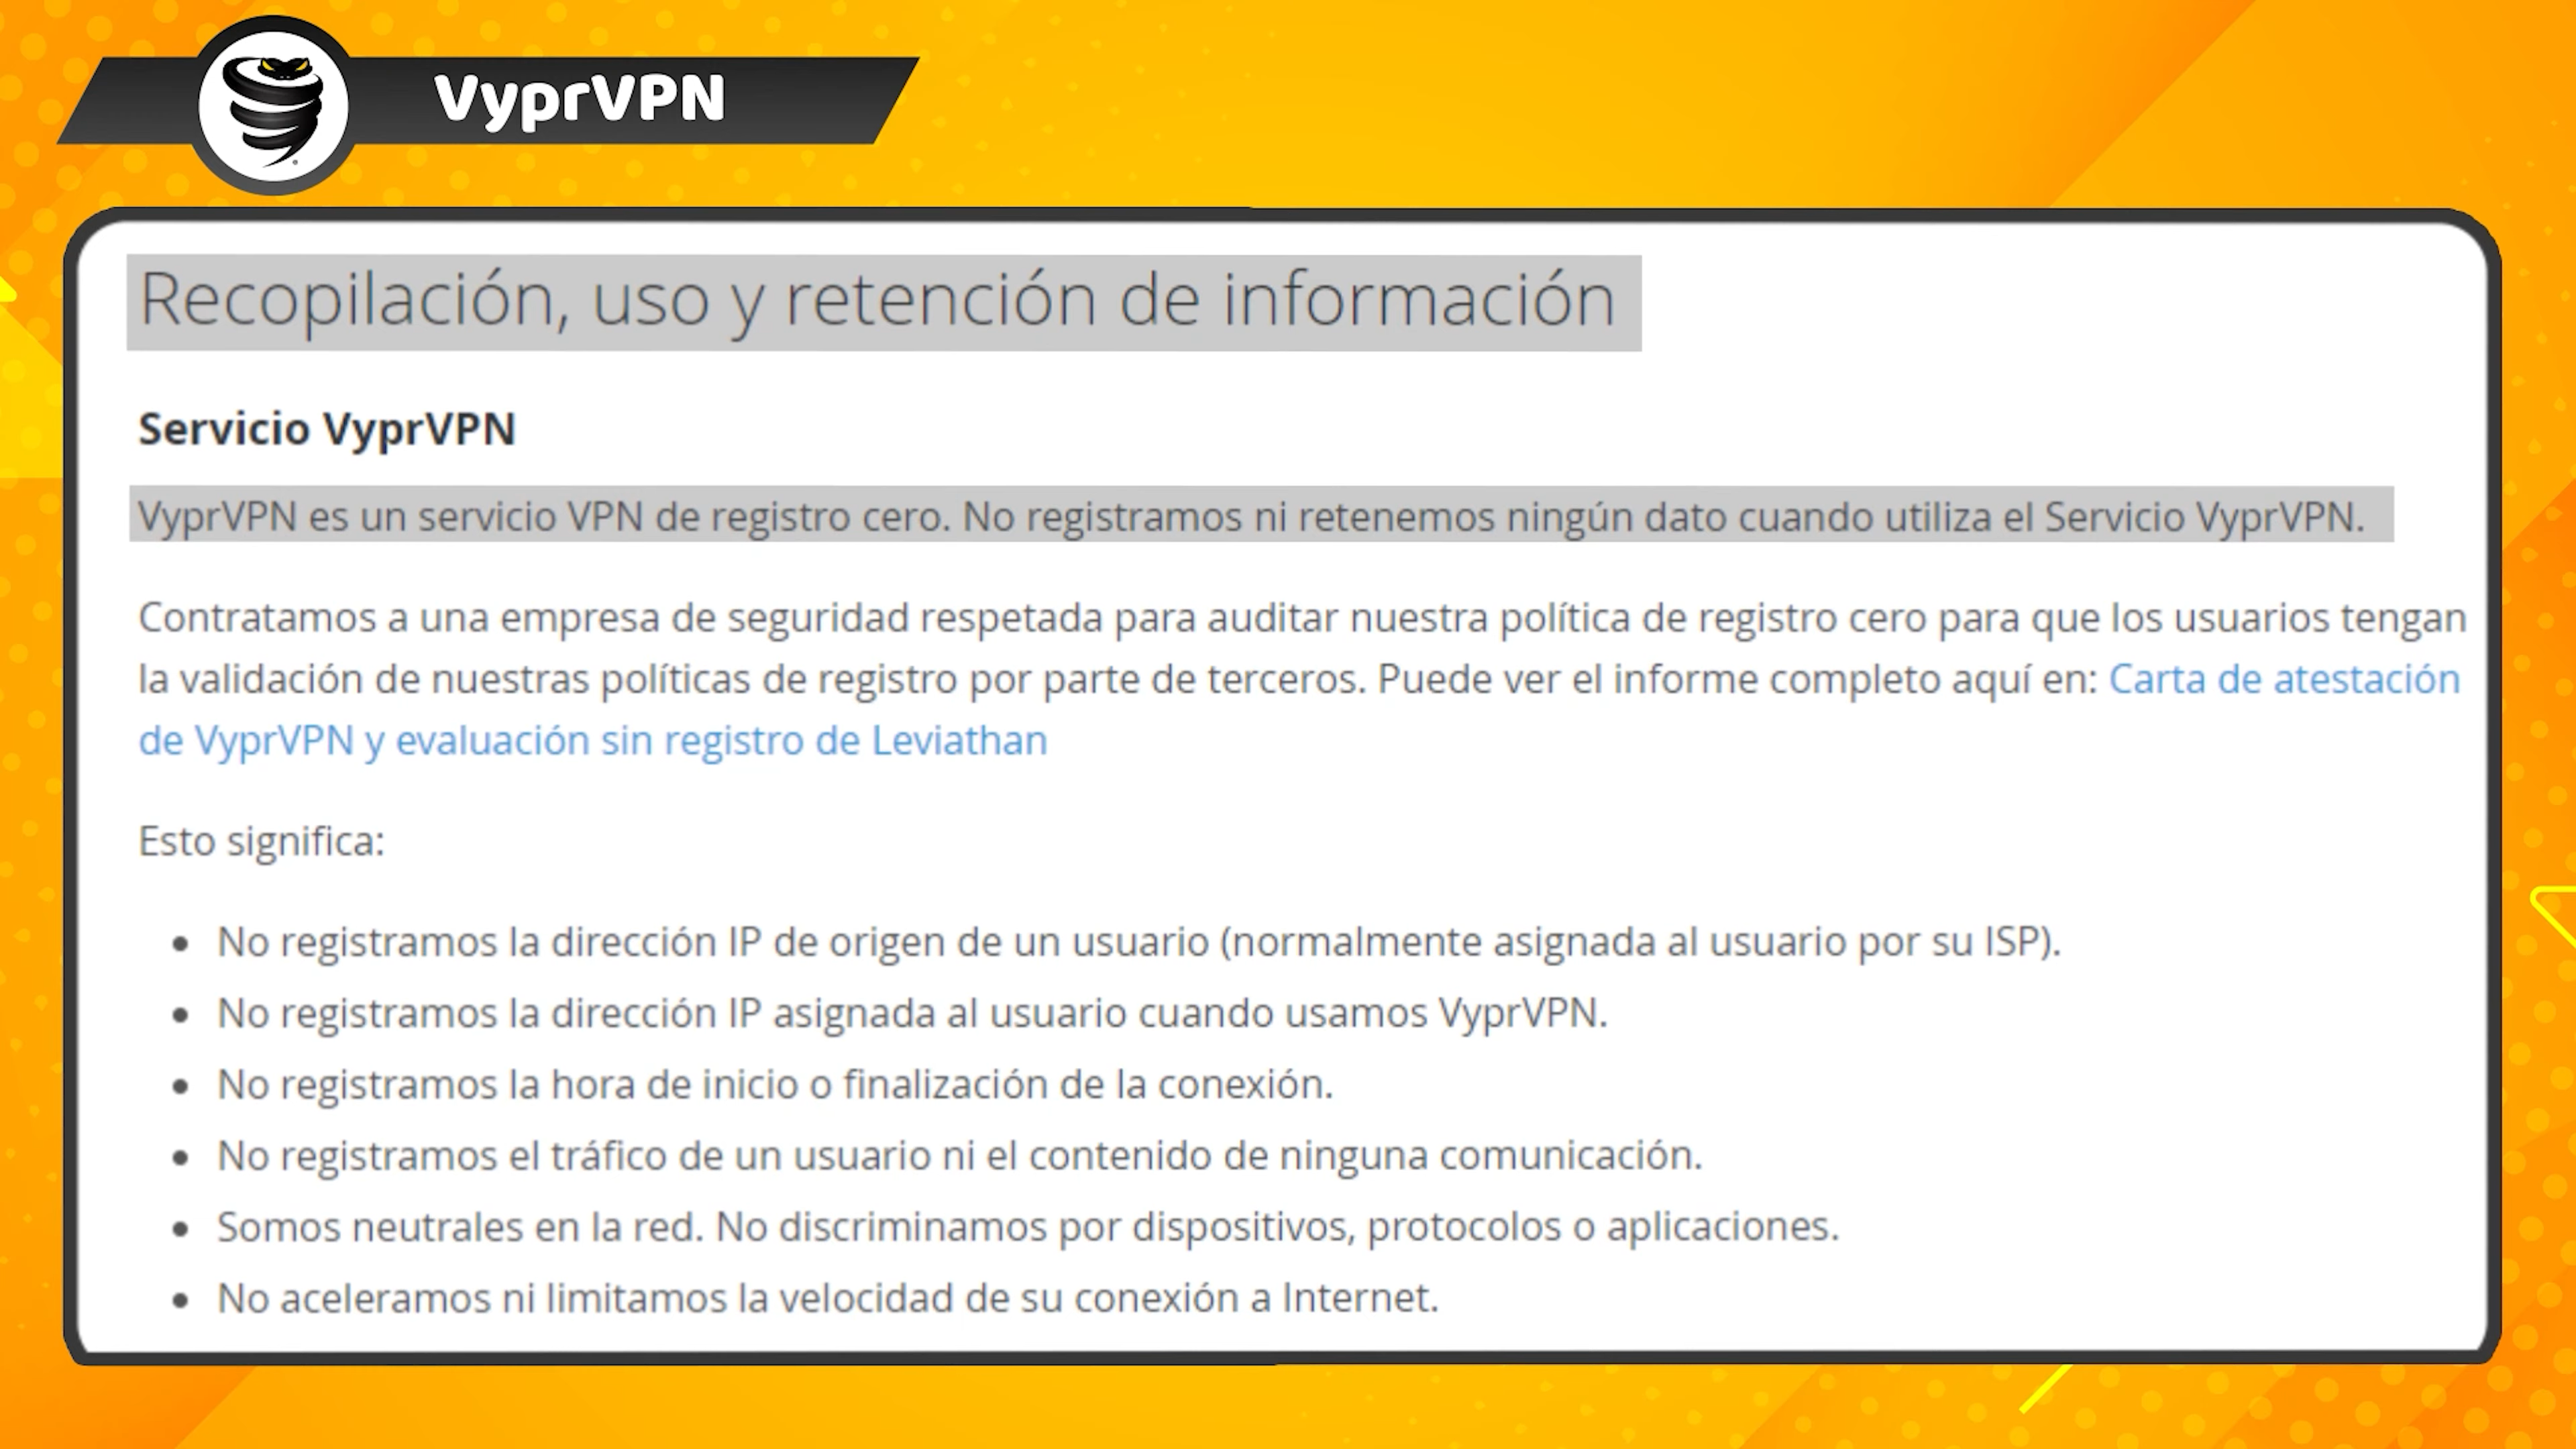 VyprVPN
Recopilación, uso y retención de información
Servicio VyprVPN
VyprVPN es un servicio VPN de registro cero. No registramos ni retenemos ningún dato cuando utiliza el Servicio VyprVPN.
Contratamos a una empresa de seguridad respetada para auditar nuestra política de registro cero para que los usuarios tengan
la validación de nuestras políticas de registro por parte de terceros. Puede ver el informe completo aquí en: Carta de atestación
de VyprVPN y evaluación sin registro de Leviathan
Esto significa:
• No registramos la dirección IP de origen de un usuario (normalmente asignada al usuario por su ISP).
• No registramos la dirección IP asignada al usuario cuando usamos VyprVPN.
• No registramos la hora de inicio o finalización de la conexión.
• No registramos el tráfico de un usuario ni el contenido de ninguna comunicación.
• Somos neutrales en la red. No discriminamos por dispositivos, protocolos o aplicaciones.
• No aceleramos ni limitamos la velocidad de su conexión a Internet.